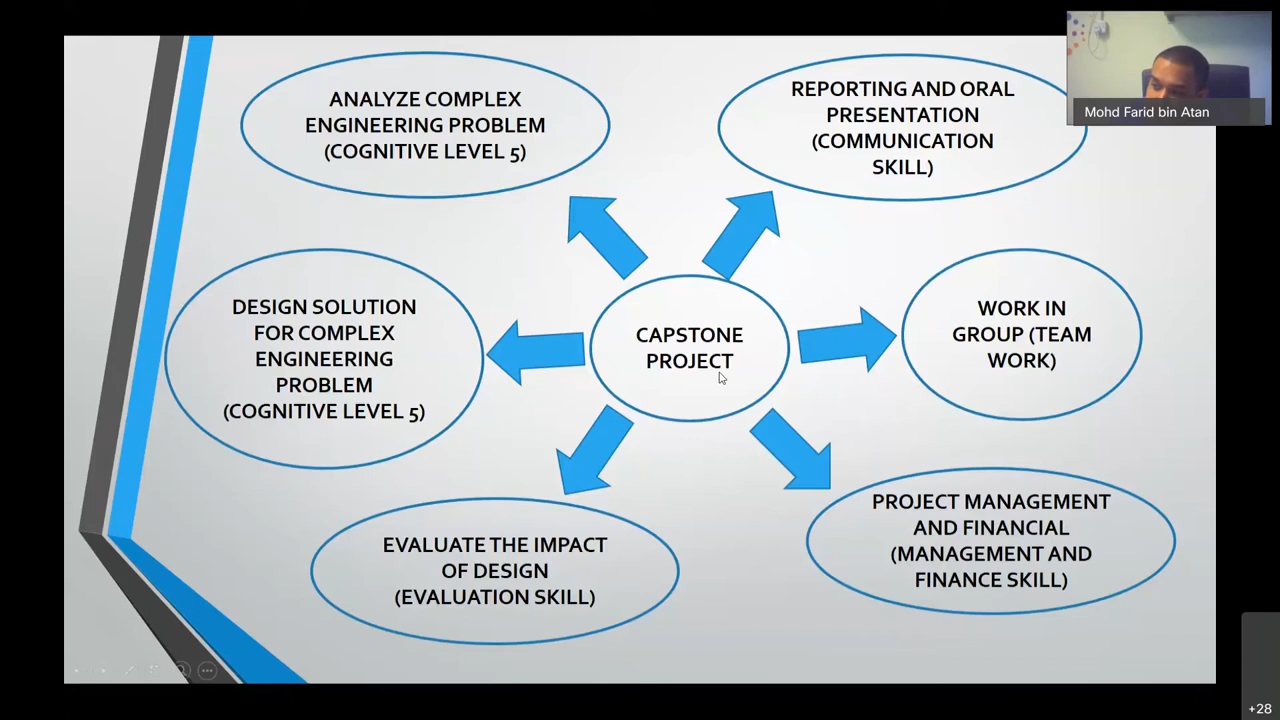 ANALYZE COMPLEX
ENGINEERING PROBLEM
(COGNITIVE LEVEL 5)
REPORTING AND ORAL
PRESENTATION
(COMMUNICATION
SKILL)
Mohd Farid bin Atan
DESIGN SOLUTION
FOR COMPLEX
ENGINEERING
PROBLEM
(COGNITIVE LEVEL 5)
CAPSTONE
PROJECT
WORK IN
GROUP (TEAM
WORK)
EVALUATE THE IMPACT
OF DESIGN
(EVALUATION SKILL)
PROJECT MANAGEMENT
AND FINANCIAL
(MANAGEMENT AND
FINANCE SKILL)
+28